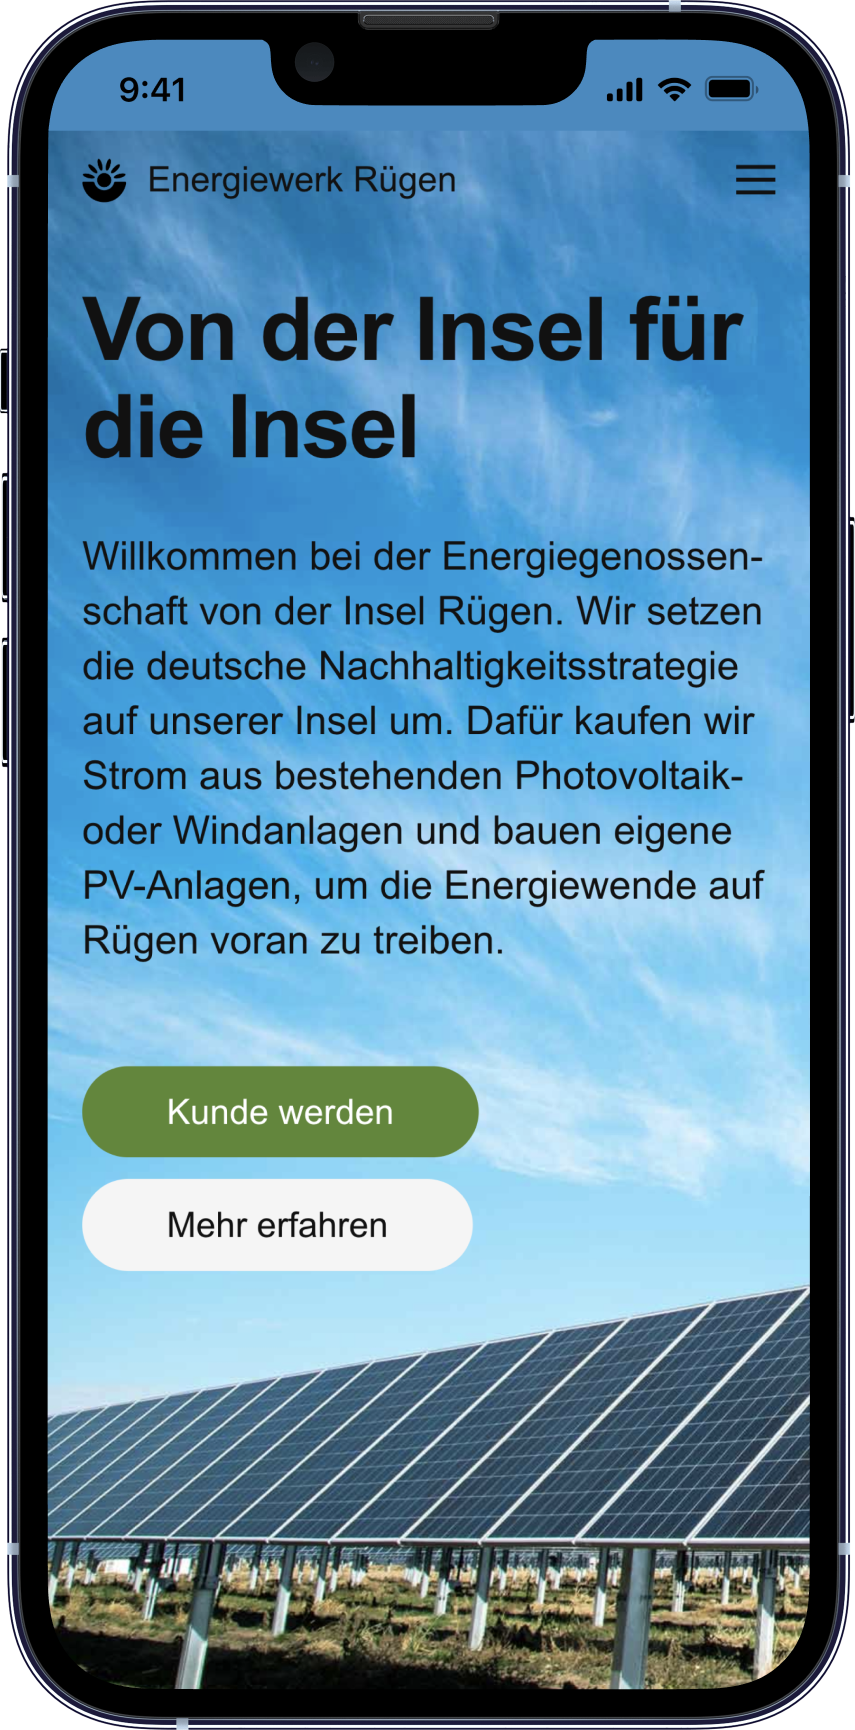 9:41
Energiewerk Rügen
Von der Insel für
die Insel
Willkommen bei der Energiegenossen-
schaft von der Insel Rügen. Wir setzen
die deutsche Nachhaltigkeitsstrategie
auf unserer Insel um. Dafür kaufen wir
Strom aus bestehenden Photovoltaik-
oder Windanlagen und bauen eigene
PV-Anlagen, um die Energiewende auf
Rügen voran zu treiben.
Kunde werden
Mehr erfahren